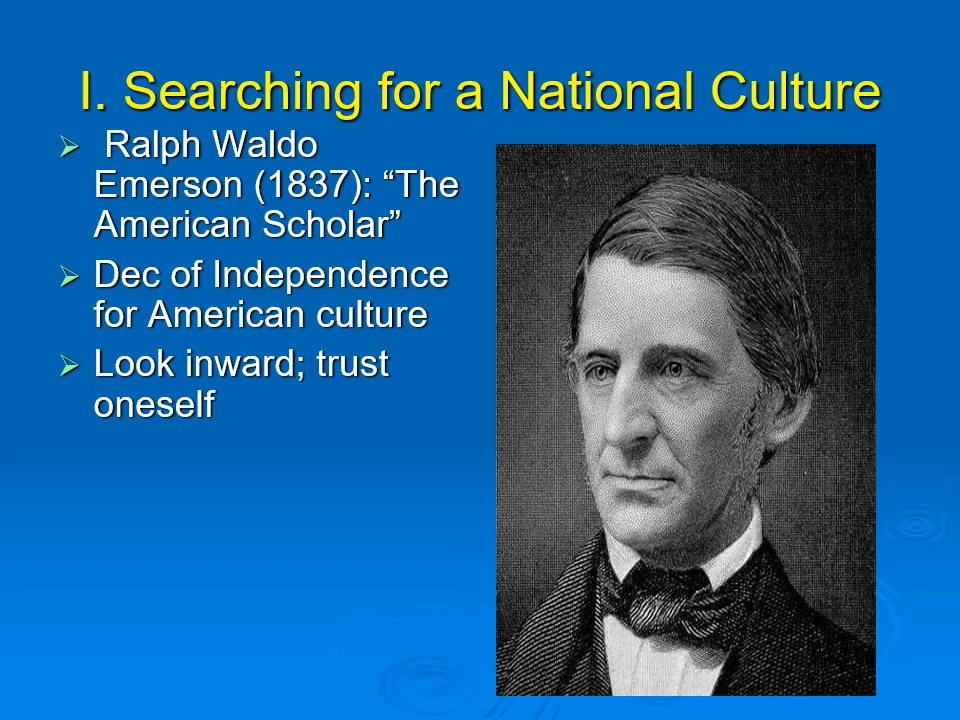 I. Searching for a National Culture
Ralph Waldo
Emerson (1837): “The
American Scholar”
Dec of Independence
for American culture
Look inward; trust
oneself